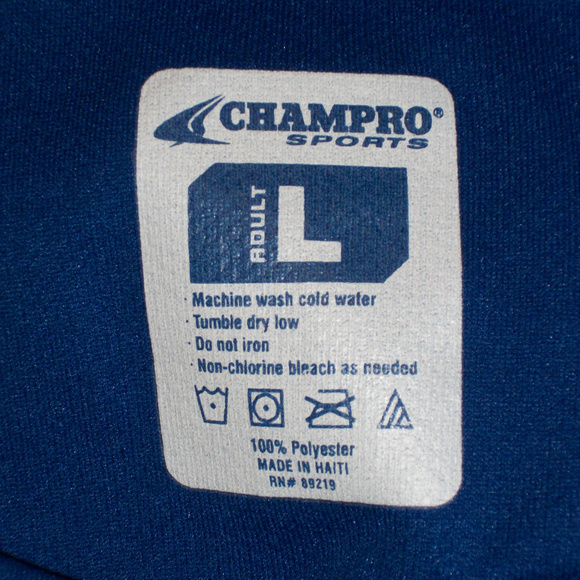 CHAMPRO®
SPORTS
ADULT
L
· Machine wash cold water
· Tumble dry low
· Do not iron
· Non-chlorine bleach as needed
100% Polyester
MADE IN HAITI
RN# 89219